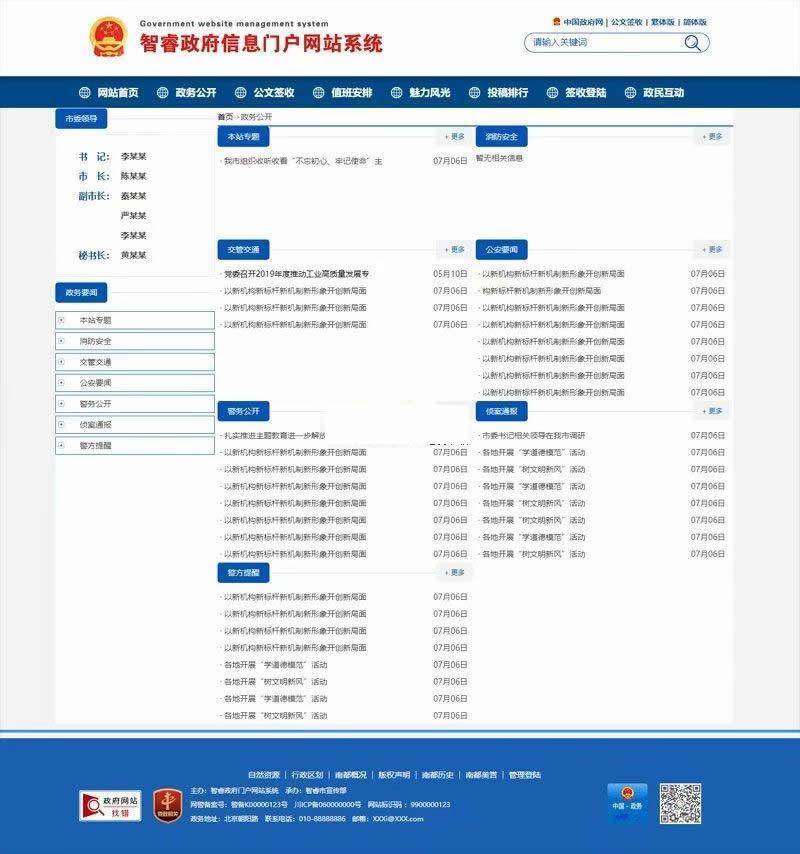 Government website management system
智睿政府信息门户网站系统
中国政府网 | 公文签收 | 繁体版 | 简体版
请输入关键词
网站首页 政务公开 公文签收 值班安排 魅力风光 投稿排行 签收登陆 政民互动
市委领导
书 记： 李某某
市 长： 陈某某
副市长： 秦某某
严某某
李某某
秘书长： 黄某某
政务要闻
本站专题
消防安全
交管交通
公安要闻
警务公开
侦案通报
警方提醒
首页 - 政务公开
本站专题 + 更多
· 我市组织收听收看“不忘初心、牢记使命”主 07月06日
消防安全 + 更多
暂无相关信息
交管交通 + 更多
· 党委召开2019年度推动工业高质量发展专 05月10日
· 以新机构新标杆新机制新形象开创新局面 07月06日
· 以新机构新标杆新机制新形象开创新局面 07月06日
· 以新机构新标杆新机制新形象开创新局面 07月06日
公安要闻 + 更多
· 以新机构新标杆新机制新形象开创新局面 07月06日
· 构新标杆新机制新形象开创新局面 07月06日
· 以新机构新标杆新机制新形象开创新局面 07月06日
· 以新机构新标杆新机制新形象开创新局面 07月06日
· 以新机构新标杆新机制新形象开创新局面 07月06日
· 以新机构新标杆新机制新形象开创新局面 07月06日
· 以新机构新标杆新机制新形象开创新局面 07月06日
· 以新机构新标杆新机制新形象开创新局面 07月06日
警务公开
· 扎实推进主题教育进一步解放
· 以新机构新标杆新机制新形象开创新局面 07月06日
· 以新机构新标杆新机制新形象开创新局面 07月06日
· 以新机构新标杆新机制新形象开创新局面 07月06日
· 以新机构新标杆新机制新形象开创新局面 07月06日
· 以新机构新标杆新机制新形象开创新局面 07月06日
· 以新机构新标杆新机制新形象开创新局面 07月06日
· 以新机构新标杆新机制新形象开创新局面 07月06日
侦案通报 + 更多
· 市委书记相关领导在我市调研 07月06日
· 各地开展“学道德模范”活动 07月06日
· 各地开展“树文明新风”活动 07月06日
· 各地开展“学道德模范”活动 07月06日
· 各地开展“树文明新风”活动 07月06日
· 各地开展“树文明新风”活动 07月06日
· 各地开展“学道德模范”活动 07月06日
· 各地开展“树文明新风”活动 07月06日
警方提醒 + 更多
· 以新机构新标杆新机制新形象开创新局面 07月06日
· 以新机构新标杆新机制新形象开创新局面 07月06日
· 以新机构新标杆新机制新形象开创新局面 07月06日
· 以新机构新标杆新机制新形象开创新局面 07月06日
· 各地开展“学道德模范”活动 07月06日
· 各地开展“树文明新风”活动 07月06日
· 各地开展“学道德模范”活动 07月06日
· 各地开展“树文明新风”活动 07月06日
自然资源 | 行政区划 | 南都概况 | 版权声明 | 南都历史 | 南都美景 | 管理登陆
政府网站
找错
党政机关
主办：智睿政府门户网站系统 承办：智睿市宣传部
网警备案号：警备K00000123号 川ICP备060000000号 网站标识码：9900000123
政务地址：北京朝阳路 联系电话：010-88888886 邮箱：XXXi@XXX.com
中国 · 政务